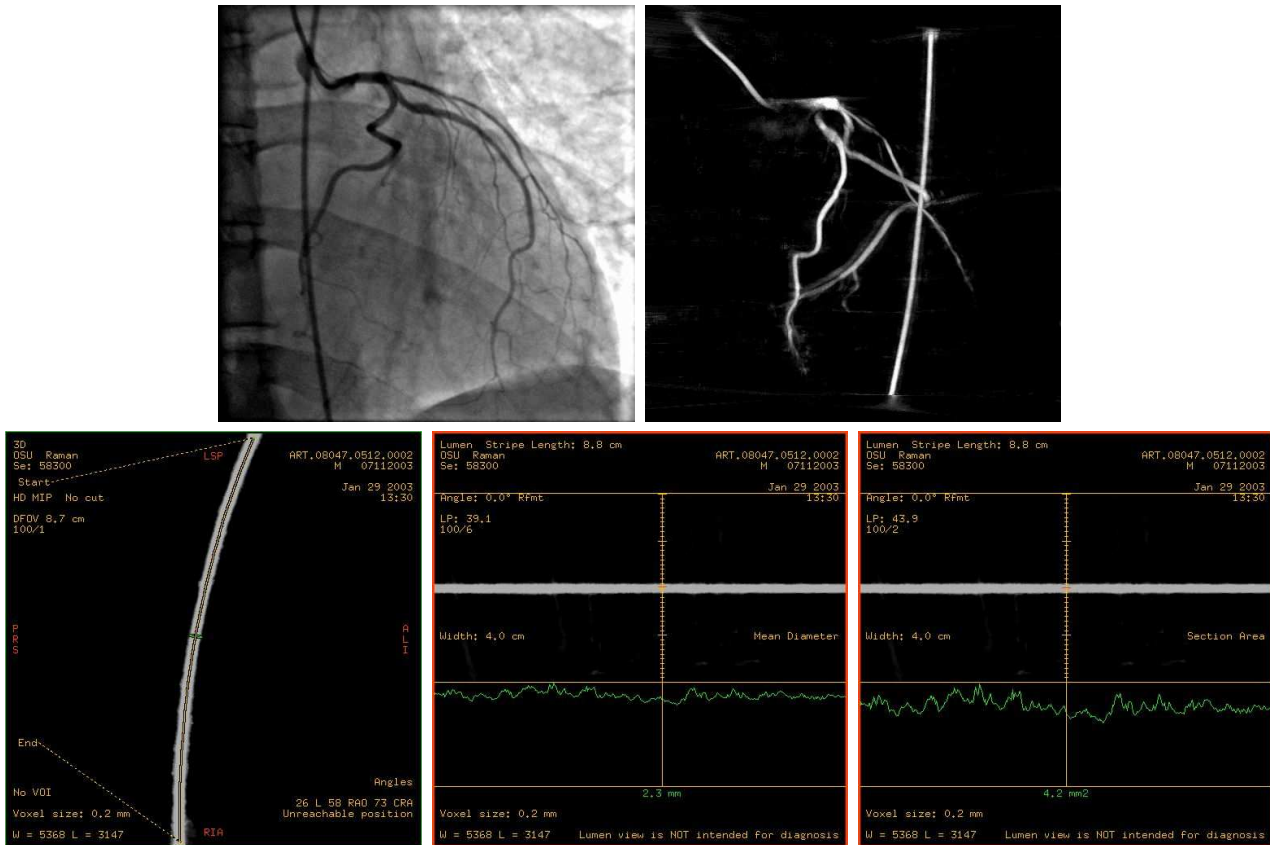 3D
OSU Raman
Se: 58300
Start
HD MIP No cut
DFOV 8.7 cm
100/1
LSP
ART.08047.0512.0002
M 07112003
Jan 29 2003
13:30
P
R
S
A
L
I
End
No VOI
Voxel size: 0.2 mm
W = 5368 L = 3147
RIA
Angles
26 L 58 RAO 73 CRA
Unreachable position
Lumen Stripe Length: 8.8 cm
OSU Raman
Se: 58300
ART.08047.0512.0002
M 07112003
Jan 29 2003
Angle: 0.0° Rfmt
13:30
LP: 39.1
100/6
Width: 4.0 cm
Mean Diameter
2.3 mm
Voxel size: 0.2 mm
W = 5368 L = 3147
Lumen view is NOT intended for diagnosis
Lumen Stripe Length: 8.8 cm
OSU Raman
Se: 58300
ART.08047.0512.0002
M 07112003
Jan 29 2003
Angle: 0.0° Rfmt
13:30
LP: 43.9
100/2
Width: 4.0 cm
Section Area
4.2 mm2
Voxel size: 0.2 mm
W = 5368 L = 3147
Lumen view is NOT intended for diagnosis